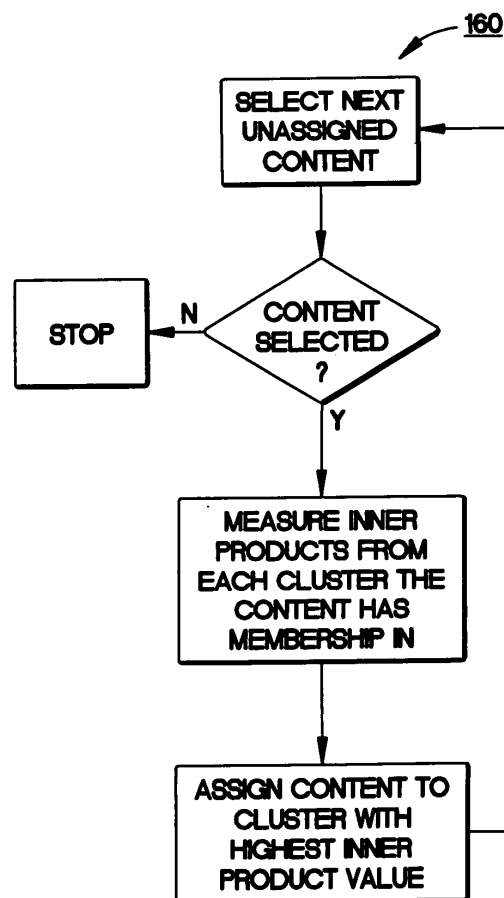 160
SELECT NEXT
UNASSIGNED
CONTENT
CONTENT
SELECTED
?
N
STOP
Y
MEASURE INNER
PRODUCTS FROM
EACH CLUSTER THE
CONTENT HAS
MEMBERSHIP IN
ASSIGN CONTENT TO
CLUSTER WITH
HIGHEST INNER
PRODUCT VALUE